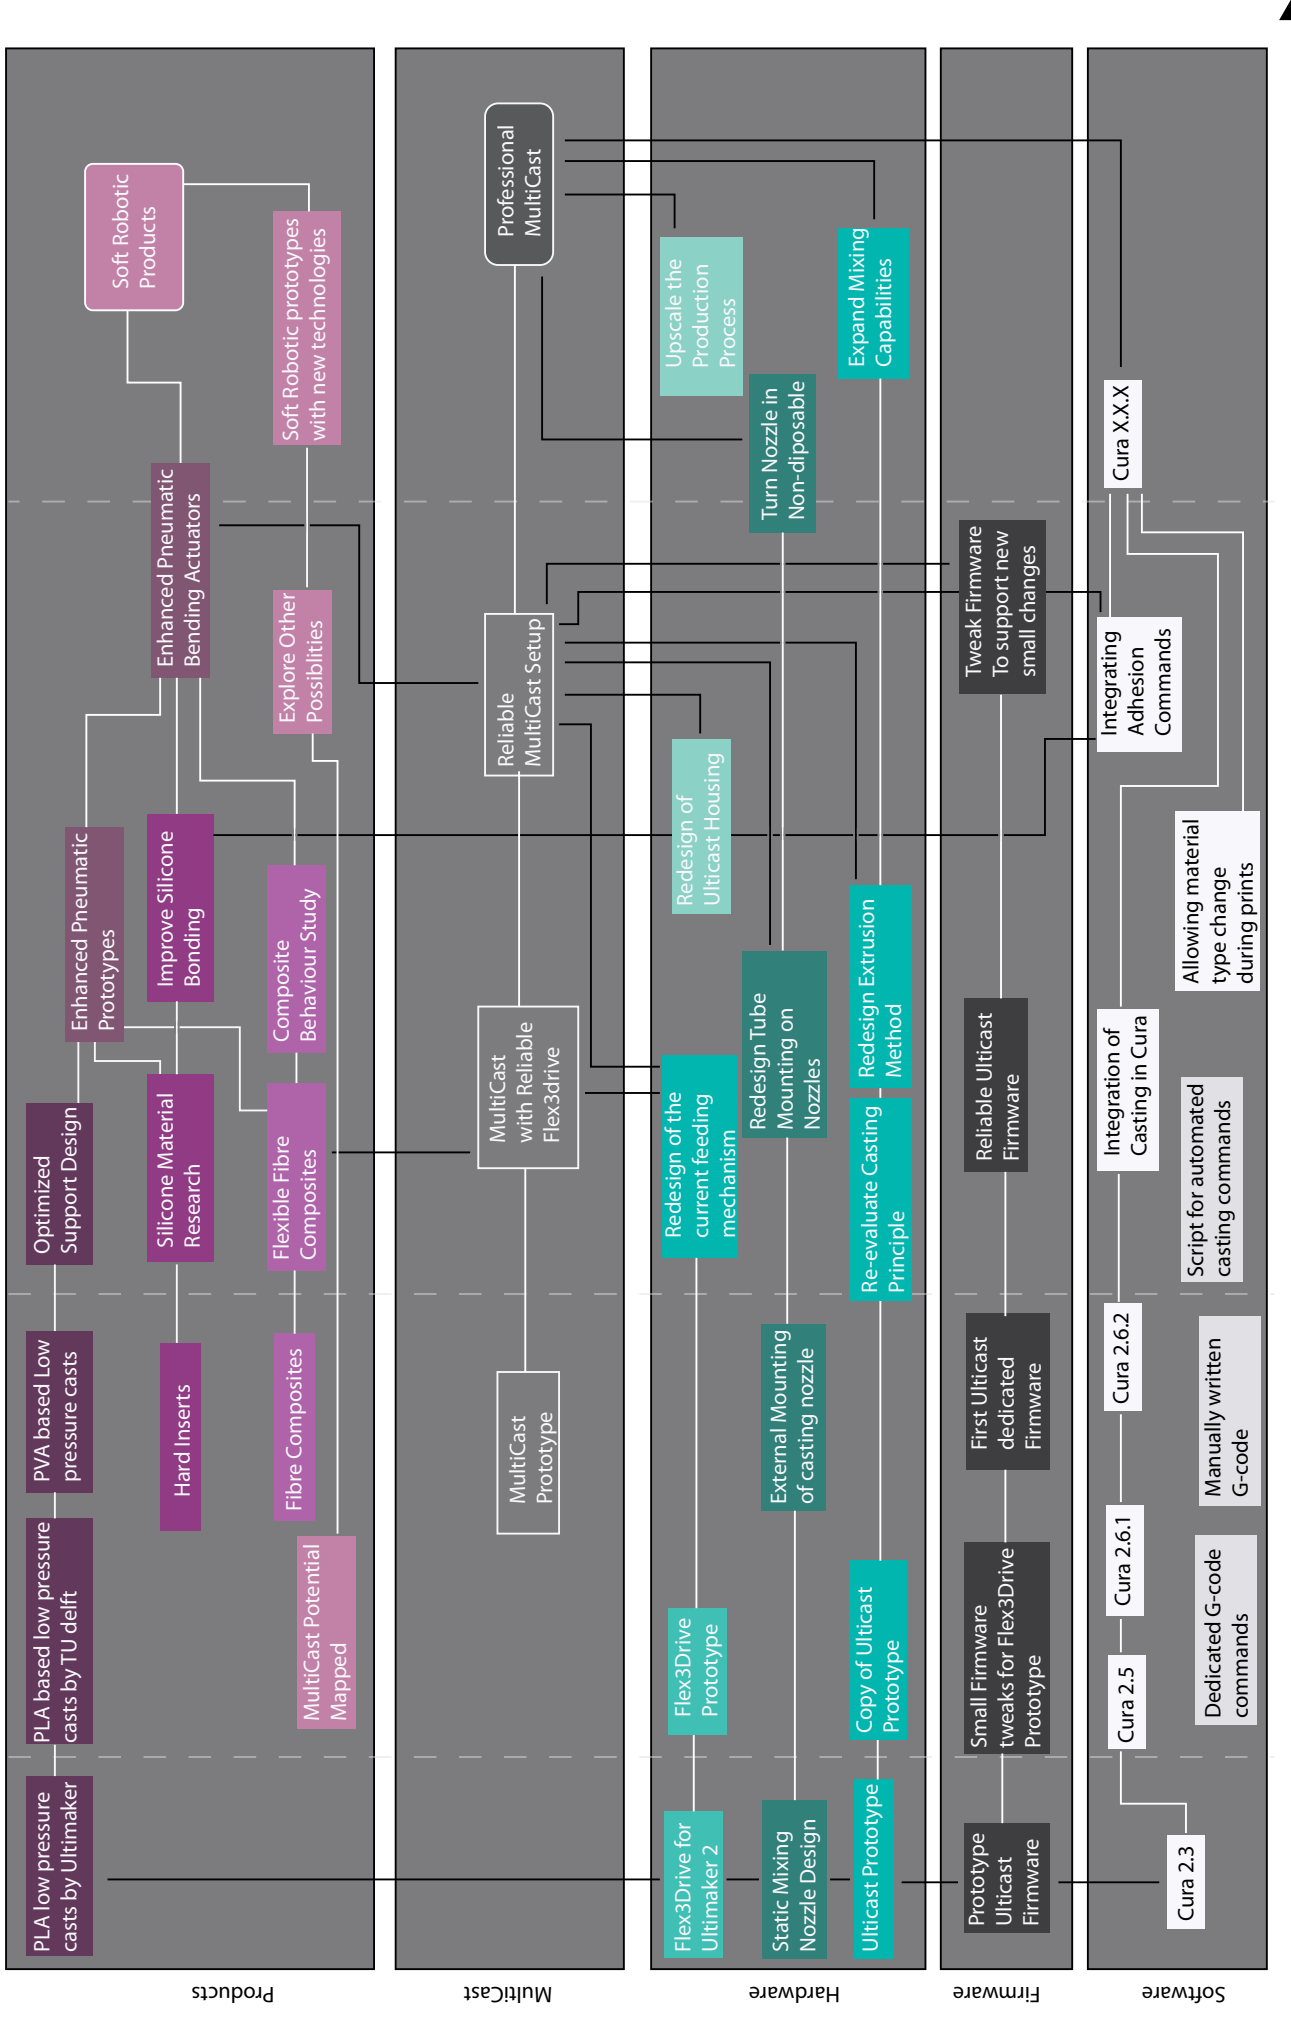 Products
PLA low pressure
casts by Ultimaker
PLA based low pressure
casts by TU delft
PVA based Low
pressure casts
Optimized
Support Design
Enhanced Pneumatic
Prototypes
Hard Inserts
Silicone Material
Research
Improve Silicone
Bonding
Enhanced Pneumatic
Bending Actuators
Soft Robotic
Products
Fibre Composites
Flexible Fibre
Composites
Composite
Behaviour Study
MultiCast Potential
Mapped
Explore Other
Possiblities
Soft Robotic prototypes
with new technologies
MultiCast
MultiCast
Prototype
MultiCast
with Reliable
Flex3drive
Reliable
MultiCast Setup
Professional
MultiCast
Hardware
Flex3Drive for
Ultimaker 2
Flex3Drive
Prototype
Redesign of the
current feeding
mechanism
Redesign of
Ulticast Housing
Upscale the
Production
Process
Static Mixing
Nozzle Design
External Mounting
of casting nozzle
Redesign Tube
Mounting on
Nozzles
Turn Nozzle in
Non-diposable
Ulticast Prototype
Copy of Ulticast
Prototype
Re-evaluate Casting
Principle
Redesign Extrusion
Method
Expand Mixing
Capabilities
Firmware
Prototype
Ulticast
Firmware
Small Firmware
tweaks for Flex3Drive
Prototype
First Ulticast
dedicated
Firmware
Reliable Ulticast
Firmware
Tweak Firmware
To support new
small changes
Software
Cura 2.3
Cura 2.5
Cura 2.6.1
Cura 2.6.2
Integration of
Casting in Cura
Integrating
Adhesion
Commands
Cura X.X.X
Dedicated G-code
commands
Manually written
G-code
Script for automated
casting commands
Allowing material
type change
during prints